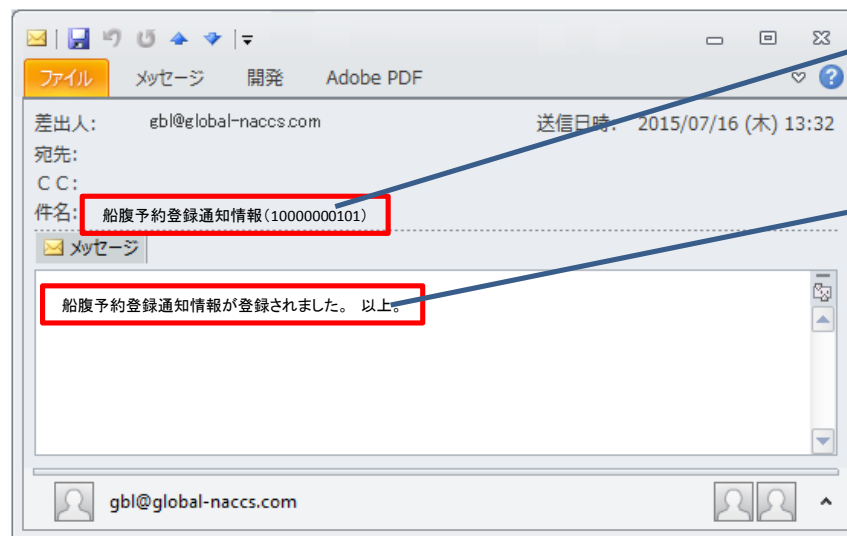 ファイル メッセージ 開発 Adobe PDF
差出人: gbl@global-naccs.com 送信日時: 2015/07/16 (木) 13:32
宛先:
ＣＣ:
件名: 船腹予約登録通知情報(10000000101)
メッセージ
船腹予約登録通知情報が登録されました。 以上。
gbl@global-naccs.com